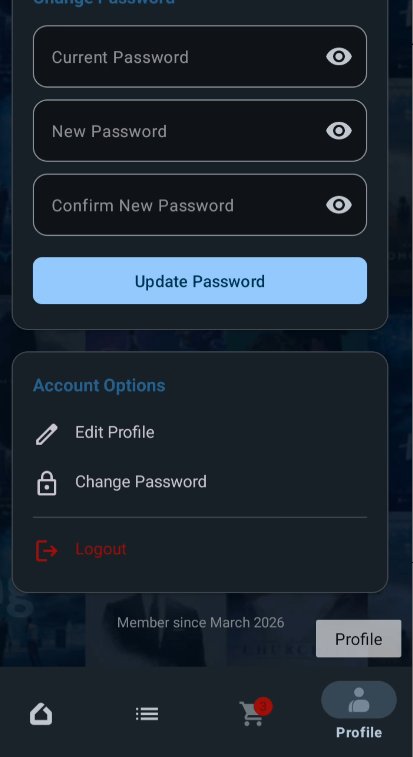 Change Password
Current Password
New Password
Confirm New Password
Update Password
Account Options
Edit Profile
Change Password
Logout
Member since March 2026
Profile
3
Profile